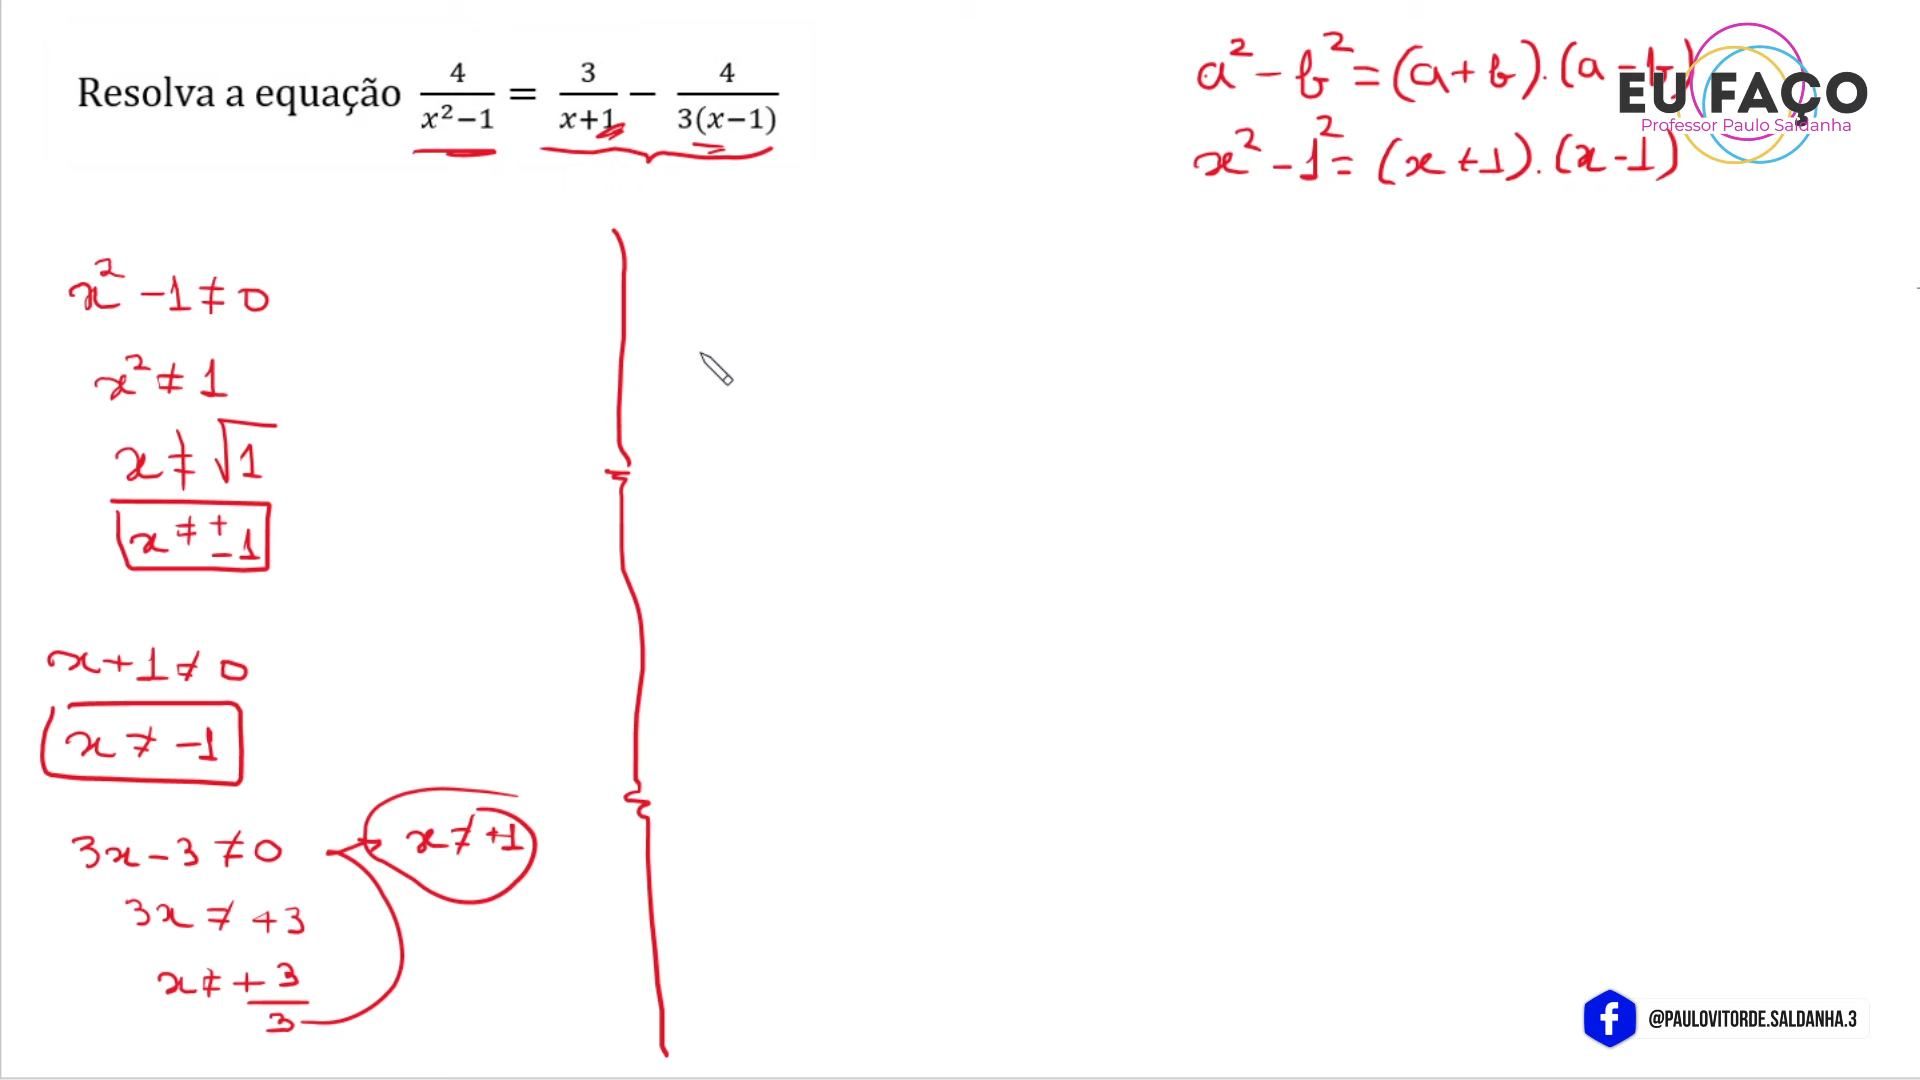 Resolva a equação 4/(x²−1) = 3/(x+1) − 4/(3(x−1))
a² - b² = (a + b).(a - b)
x² - 1² = (x + 1).(x - 1)
EU FAÇO
Professor Paulo Saldanha
x² - 1 ≠ 0
x² ≠ 1
x ≠ √1
x ≠ ± 1
x + 1 ≠ 0
x ≠ -1
3x - 3 ≠ 0
x ≠ +1
3x ≠ +3
x ≠ + 3/3
@PAULOVITORDE.SALDANHA.3